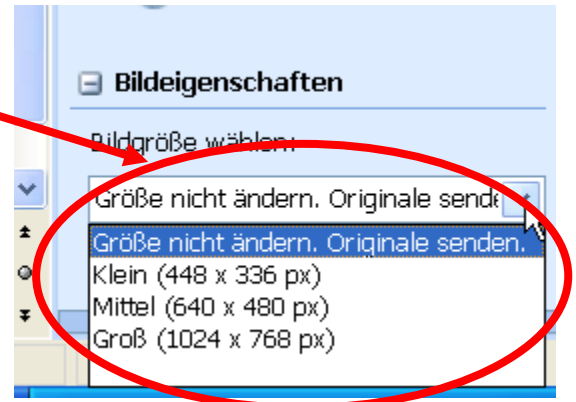 Bildeigenschaften
Bildgröße wählen:
Größe nicht ändern. Originale sende
Größe nicht ändern. Originale senden.
Klein (448 x 336 px)
Mittel (640 x 480 px)
Groß (1024 x 768 px)